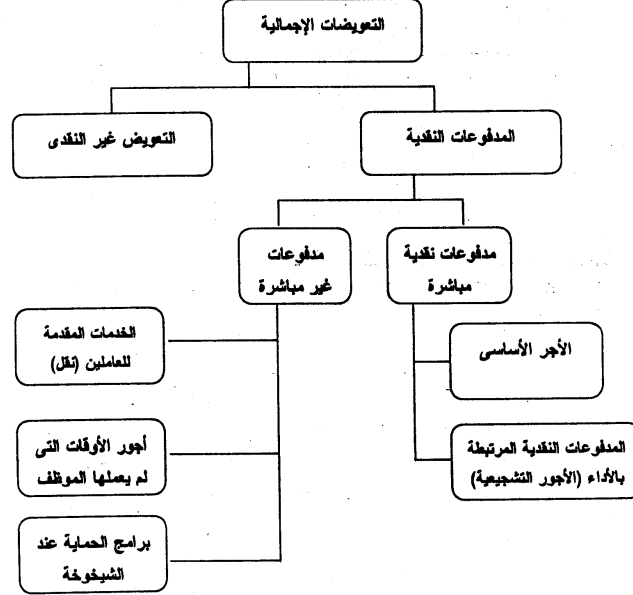 التعويضات الإجمالية
المدفوعات النقدية
التعويض غير النقدى
مدفوعات نقدية
مباشرة
مدفوعات
غير مباشرة
الأجر الأساسى
المدفوعات النقدية المرتبطة
بالأداء (الأجور التشجيعية)
الخدمات المقدمة
للعاملين (نقل)
أجور الأوقات التى
لم يعملها الموظف
برامج الحماية عند
الشيخوخة